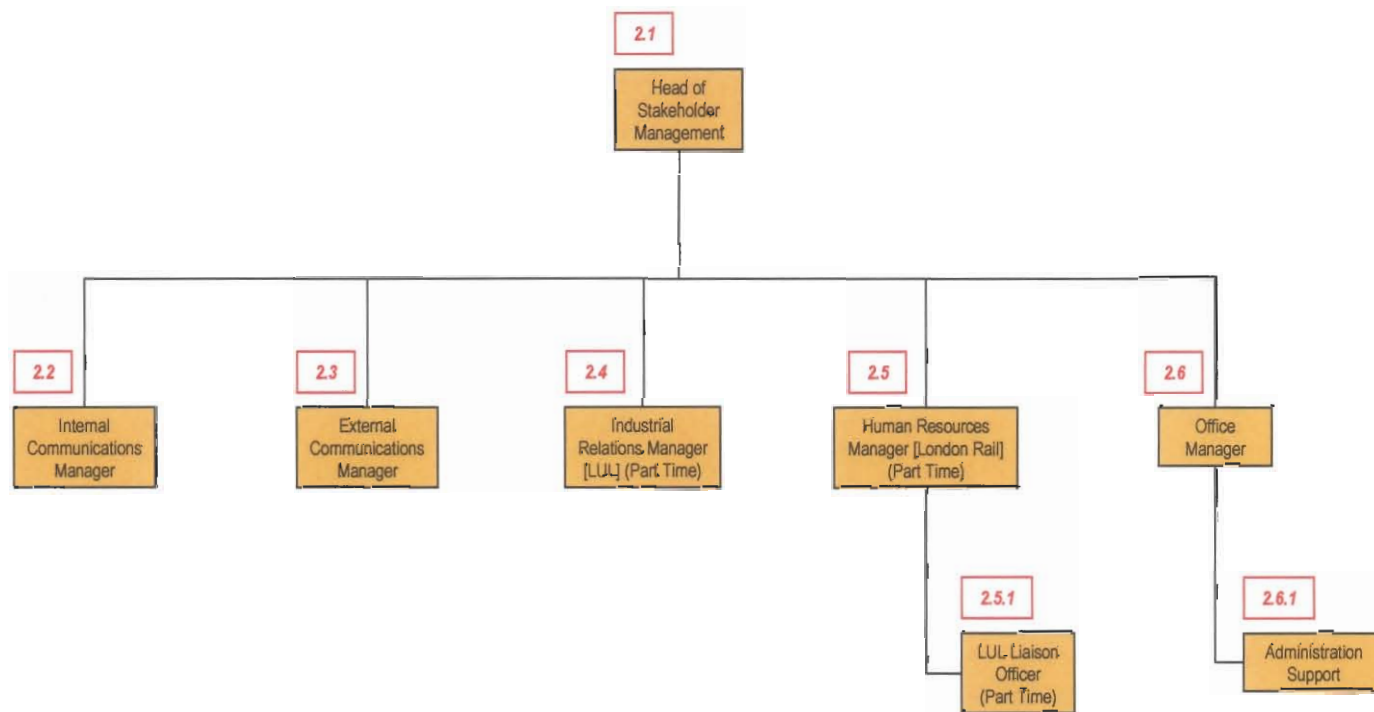 2.1
Head of
Stakeholder
Management
2.2
Internal
Communications
Manager
2.3
External
Communications
Manager
2.4
Industrial
Relations Manager
[LUL] (Part Time)
2.5
Human Resources
Manager [London Rail]
(Part Time)
2.6
Office
Manager
2.5.1
LUL Liaison
Officer
(Part Time)
2.6.1
Administration
Support